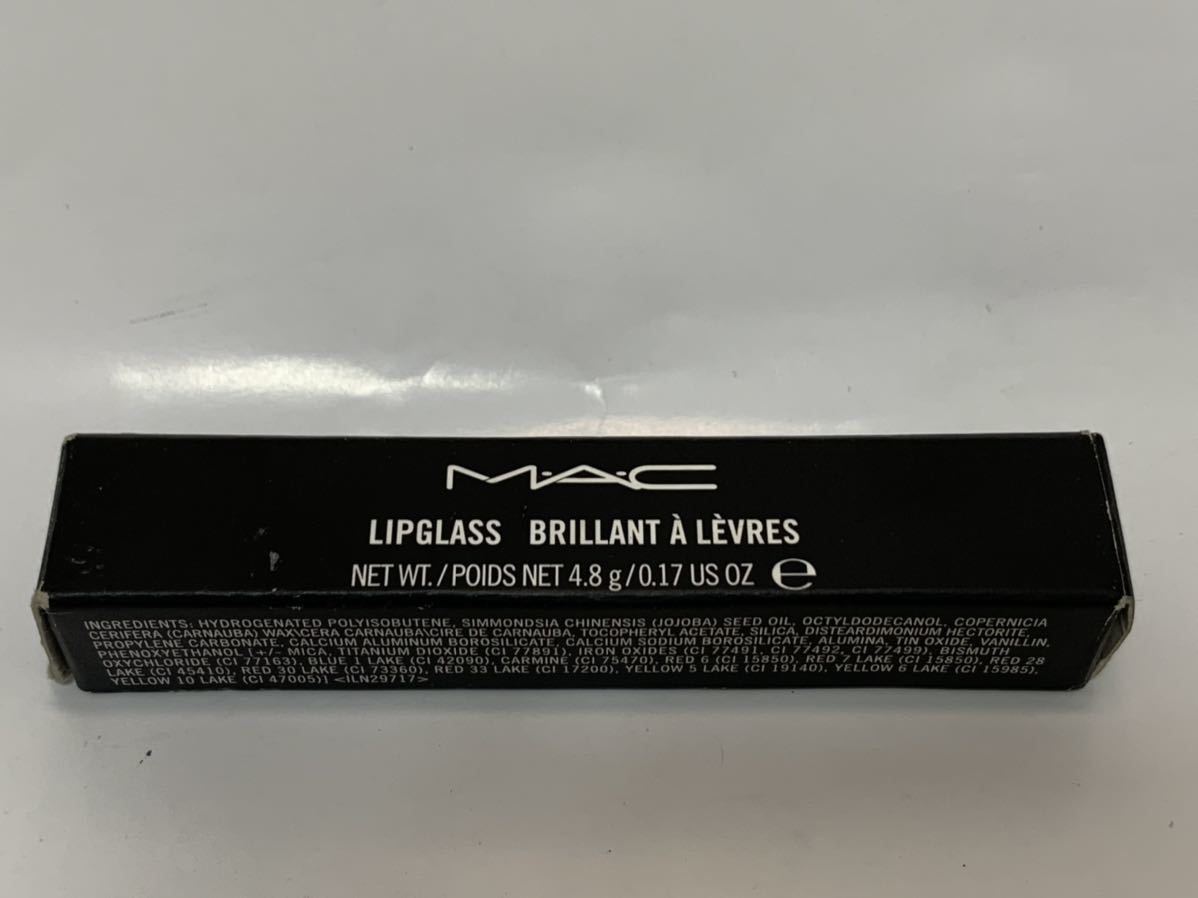 M·A·C
LIPGLASS BRILLANT À LÈVRES
NET WT./POIDS NET 4.8 g/0.17 US OZ ℮
INGREDIENTS: HYDROGENATED POLYISOBUTENE, SIMMONDSIA CHINENSIS (JOJOBA) SEED OIL, OCTYLDODECANOL, COPERNICIA
CERIFERA (CARNAUBA) WAX\CERA CARNAUBA\CIRE DE CARNAUBA, TOCOPHERYL ACETATE, SILICA, DISTEARDIMONIUM HECTORITE,
PROPYLENE CARBONATE, CALCIUM ALUMINUM BOROSILICATE, CALCIUM SODIUM BOROSILICATE, ALUMINA, TIN OXIDE, VANILLIN,
PHENOXYETHANOL [+/- MICA, TITANIUM DIOXIDE (CI 77891), IRON OXIDES (CI 77491, CI 77492, CI 77499), BISMUTH
OXYCHLORIDE (CI 77163), BLUE 1 LAKE (CI 42090), CARMINE (CI 75470), RED 6 (CI 15850), RED 7 LAKE (CI 15850), RED 28
LAKE (CI 45410), RED 30 LAKE (CI 73360), RED 33 LAKE (CI 17200), YELLOW 5 LAKE (CI 19140), YELLOW 6 LAKE (CI 15985),
YELLOW 10 LAKE (CI 47005)] <ILN29717>